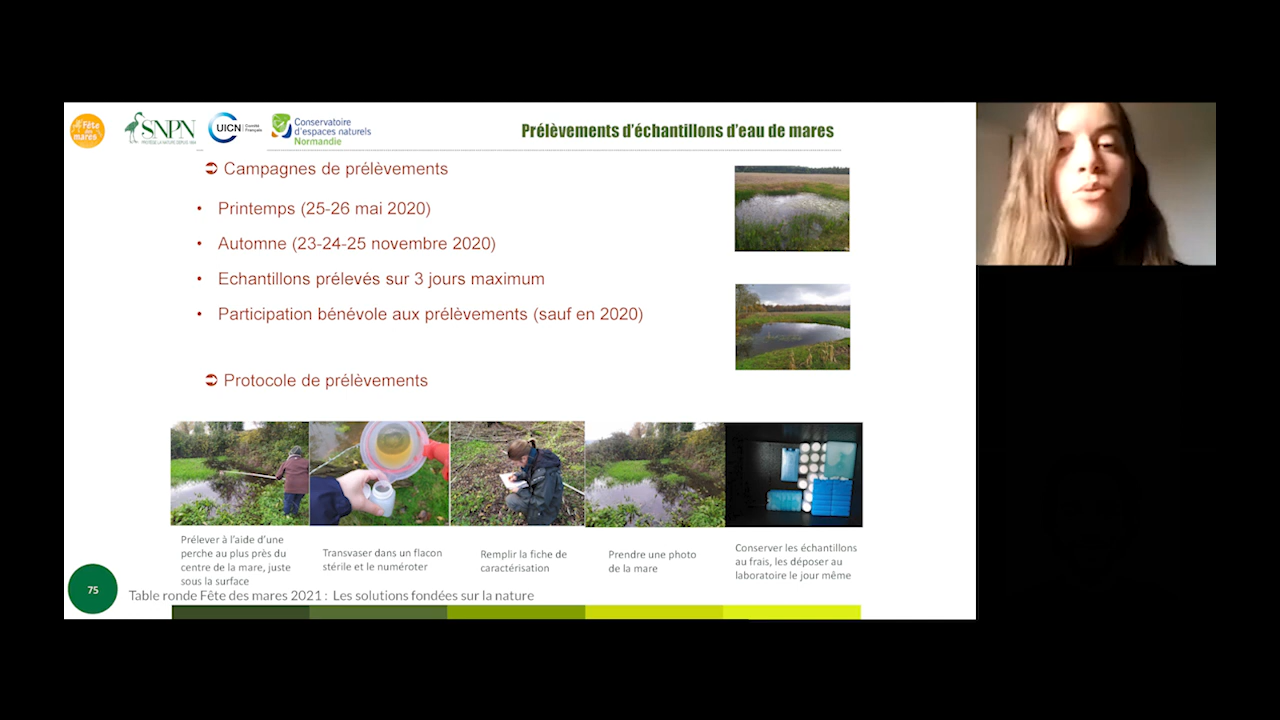 Fête
des
mares
SNPN
PROTÈGE LA NATURE DEPUIS 1854
UICN
Comité
Français
Conservatoire
d'espaces naturels
Normandie
Prélèvements d'échantillons d'eau de mares
Campagnes de prélèvements
• Printemps (25-26 mai 2020)
• Automne (23-24-25 novembre 2020)
• Echantillons prélevés sur 3 jours maximum
• Participation bénévole aux prélèvements (sauf en 2020)
Protocole de prélèvements
Prélever à l'aide d'une
perche au plus près du
centre de la mare, juste
sous la surface
Transvaser dans un flacon
stérile et le numéroter
Remplir la fiche de
caractérisation
Prendre une photo
de la mare
Conserver les échantillons
au frais, les déposer au
laboratoire le jour même
75
Table ronde Fête des mares 2021 : Les solutions fondées sur la nature